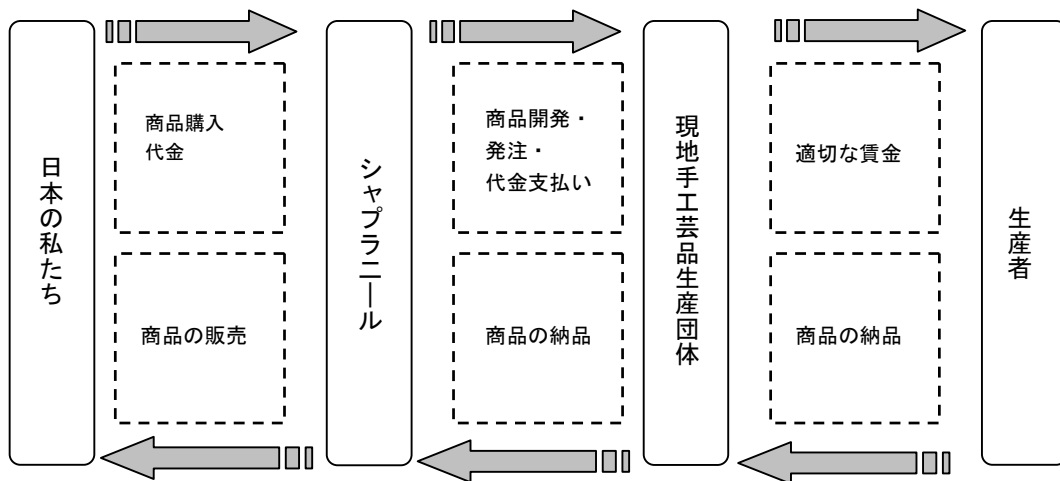 日本の私たち
商品購入
代金
商品の販売
シャプラニール
商品開発・
発注・
代金支払い
商品の納品
現地手工芸品生産団体
適切な賃金
商品の納品
生産者